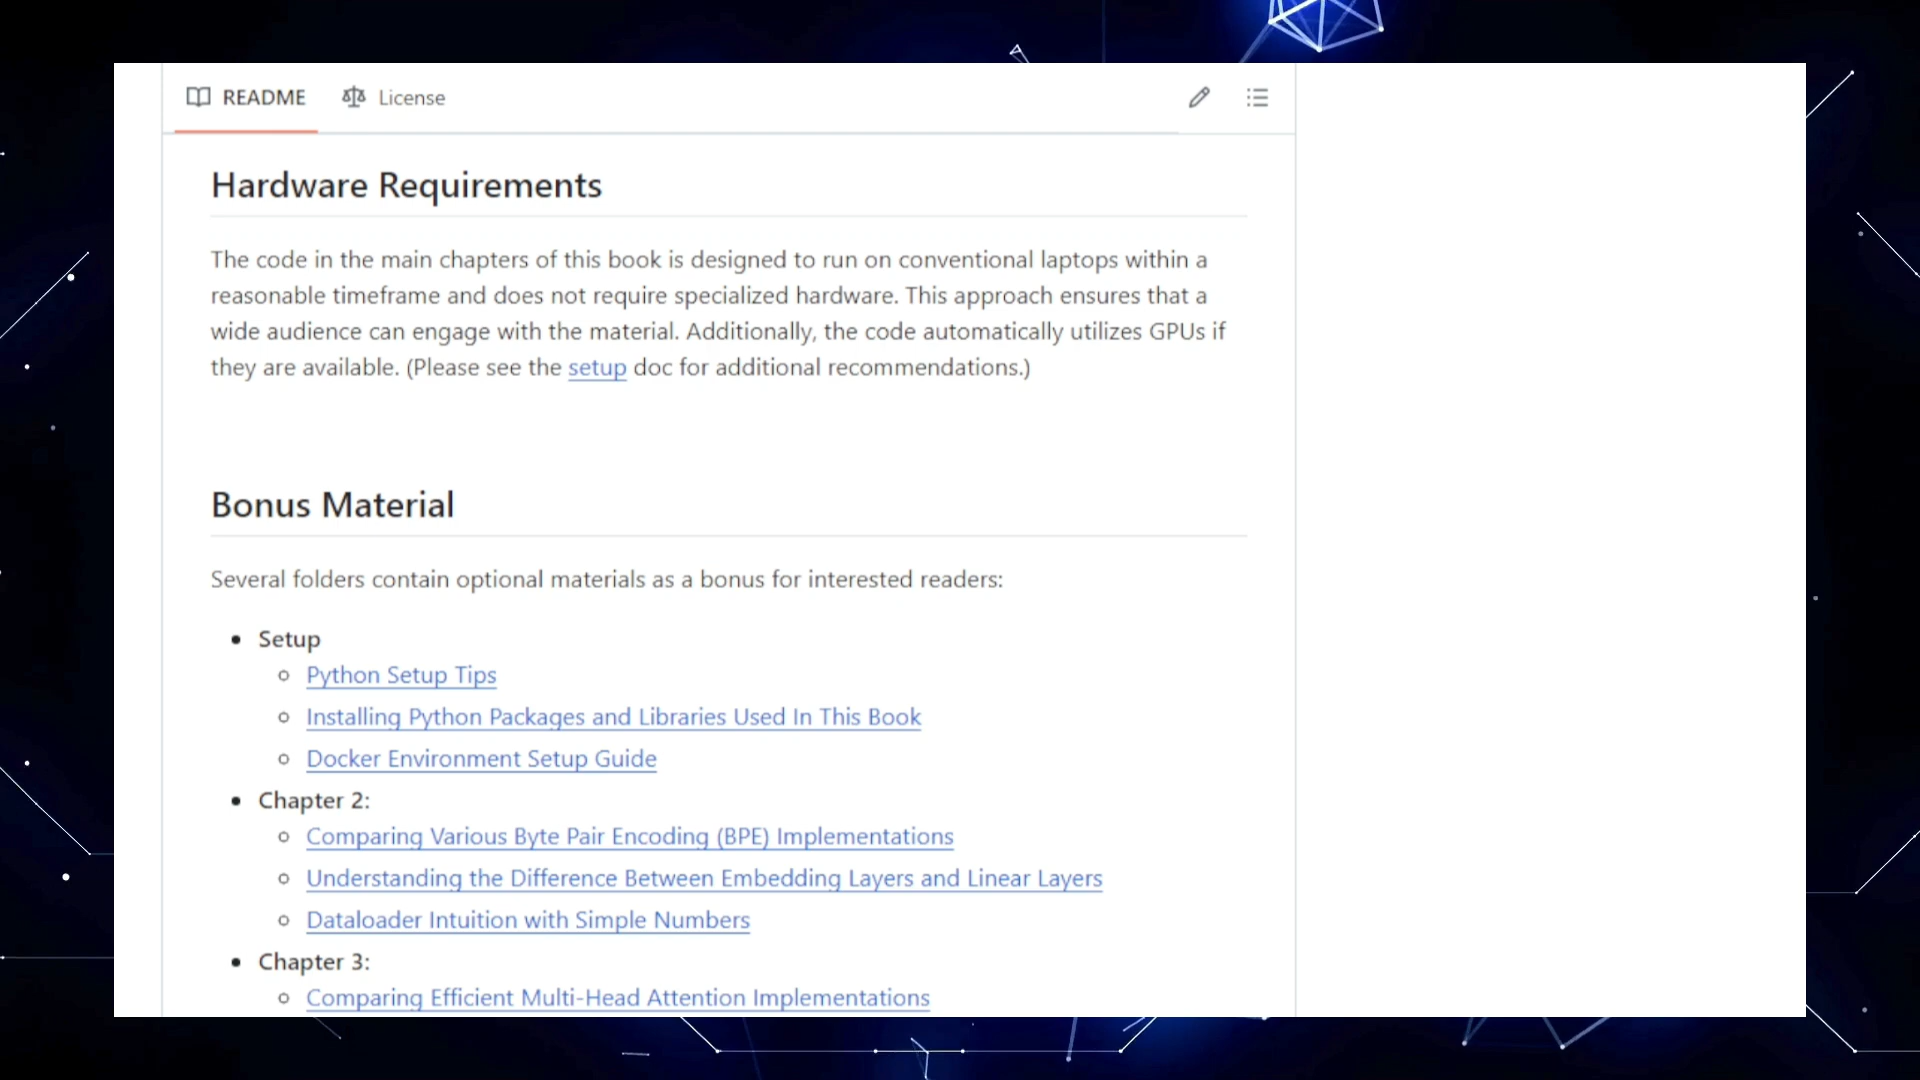 README License
Hardware Requirements
The code in the main chapters of this book is designed to run on conventional laptops within a
reasonable timeframe and does not require specialized hardware. This approach ensures that a
wide audience can engage with the material. Additionally, the code automatically utilizes GPUs if
they are available. (Please see the setup doc for additional recommendations.)
Bonus Material
Several folders contain optional materials as a bonus for interested readers:
Setup
Python Setup Tips
Installing Python Packages and Libraries Used In This Book
Docker Environment Setup Guide
Chapter 2:
Comparing Various Byte Pair Encoding (BPE) Implementations
Understanding the Difference Between Embedding Layers and Linear Layers
Dataloader Intuition with Simple Numbers
Chapter 3:
Comparing Efficient Multi-Head Attention Implementations